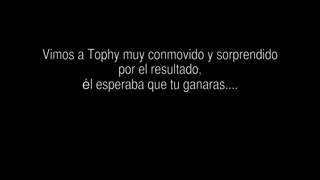 Vimos a Tophy muy conmovido y sorprendido
por el resultado,
él esperaba que tu ganaras....